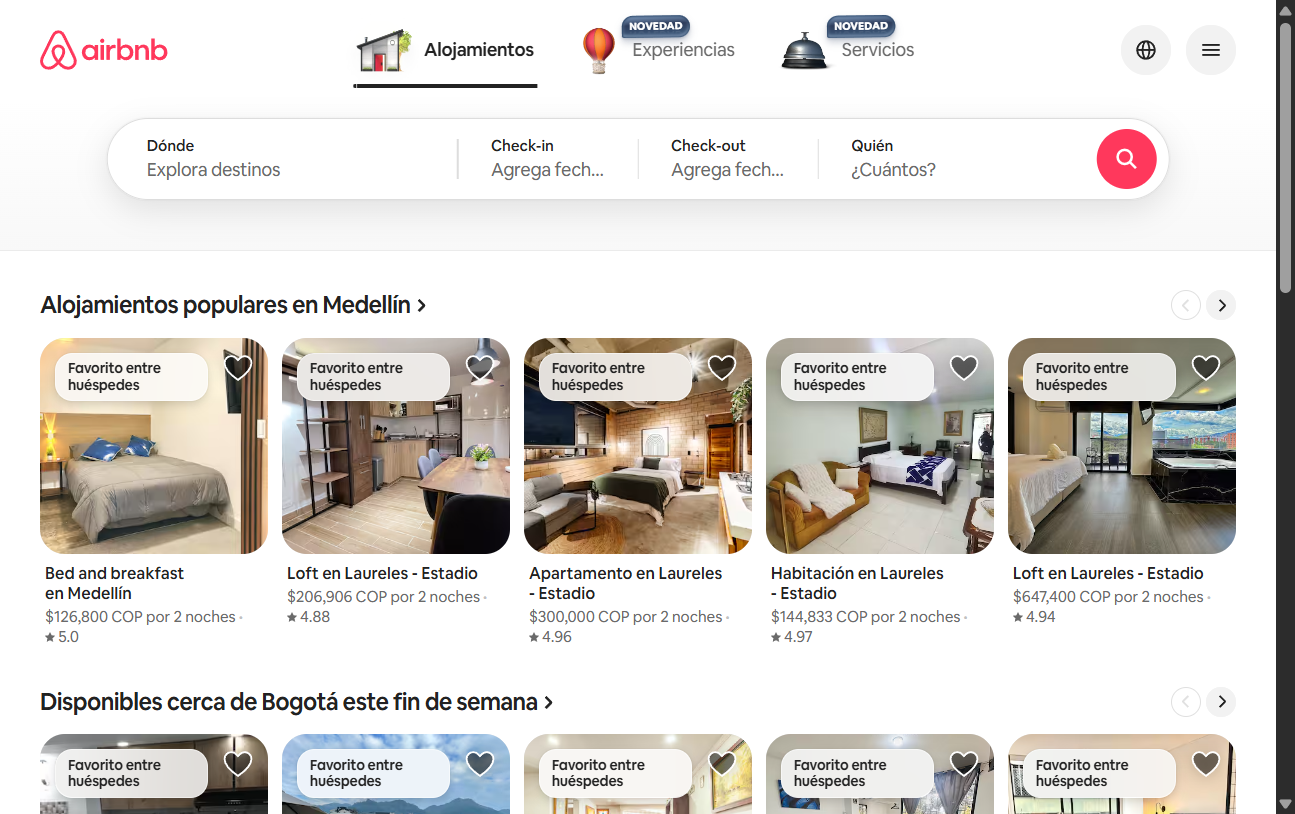 airbnb
Alojamientos
NOVEDAD
Experiencias
NOVEDAD
Servicios
Dónde
Explora destinos
Check-in
Agrega fech...
Check-out
Agrega fech...
Quién
¿Cuántos?
Alojamientos populares en Medellín
Favorito entre
huéspedes
Favorito entre
huéspedes
Favorito entre
huéspedes
Favorito entre
huéspedes
Favorito entre
huéspedes
Bed and breakfast
en Medellín
$126,800 COP por 2 noches ·
★ 5.0
Loft en Laureles - Estadio
$206,906 COP por 2 noches ·
★ 4.88
Apartamento en Laureles
- Estadio
$300,000 COP por 2 noches ·
★ 4.96
Habitación en Laureles
- Estadio
$144,833 COP por 2 noches ·
★ 4.97
Loft en Laureles - Estadio
$647,400 COP por 2 noches ·
★ 4.94
Disponibles cerca de Bogotá este fin de semana
Favorito entre
huéspedes
Favorito entre
huéspedes
Favorito entre
huéspedes
Favorito entre
huéspedes
Favorito entre
huéspedes